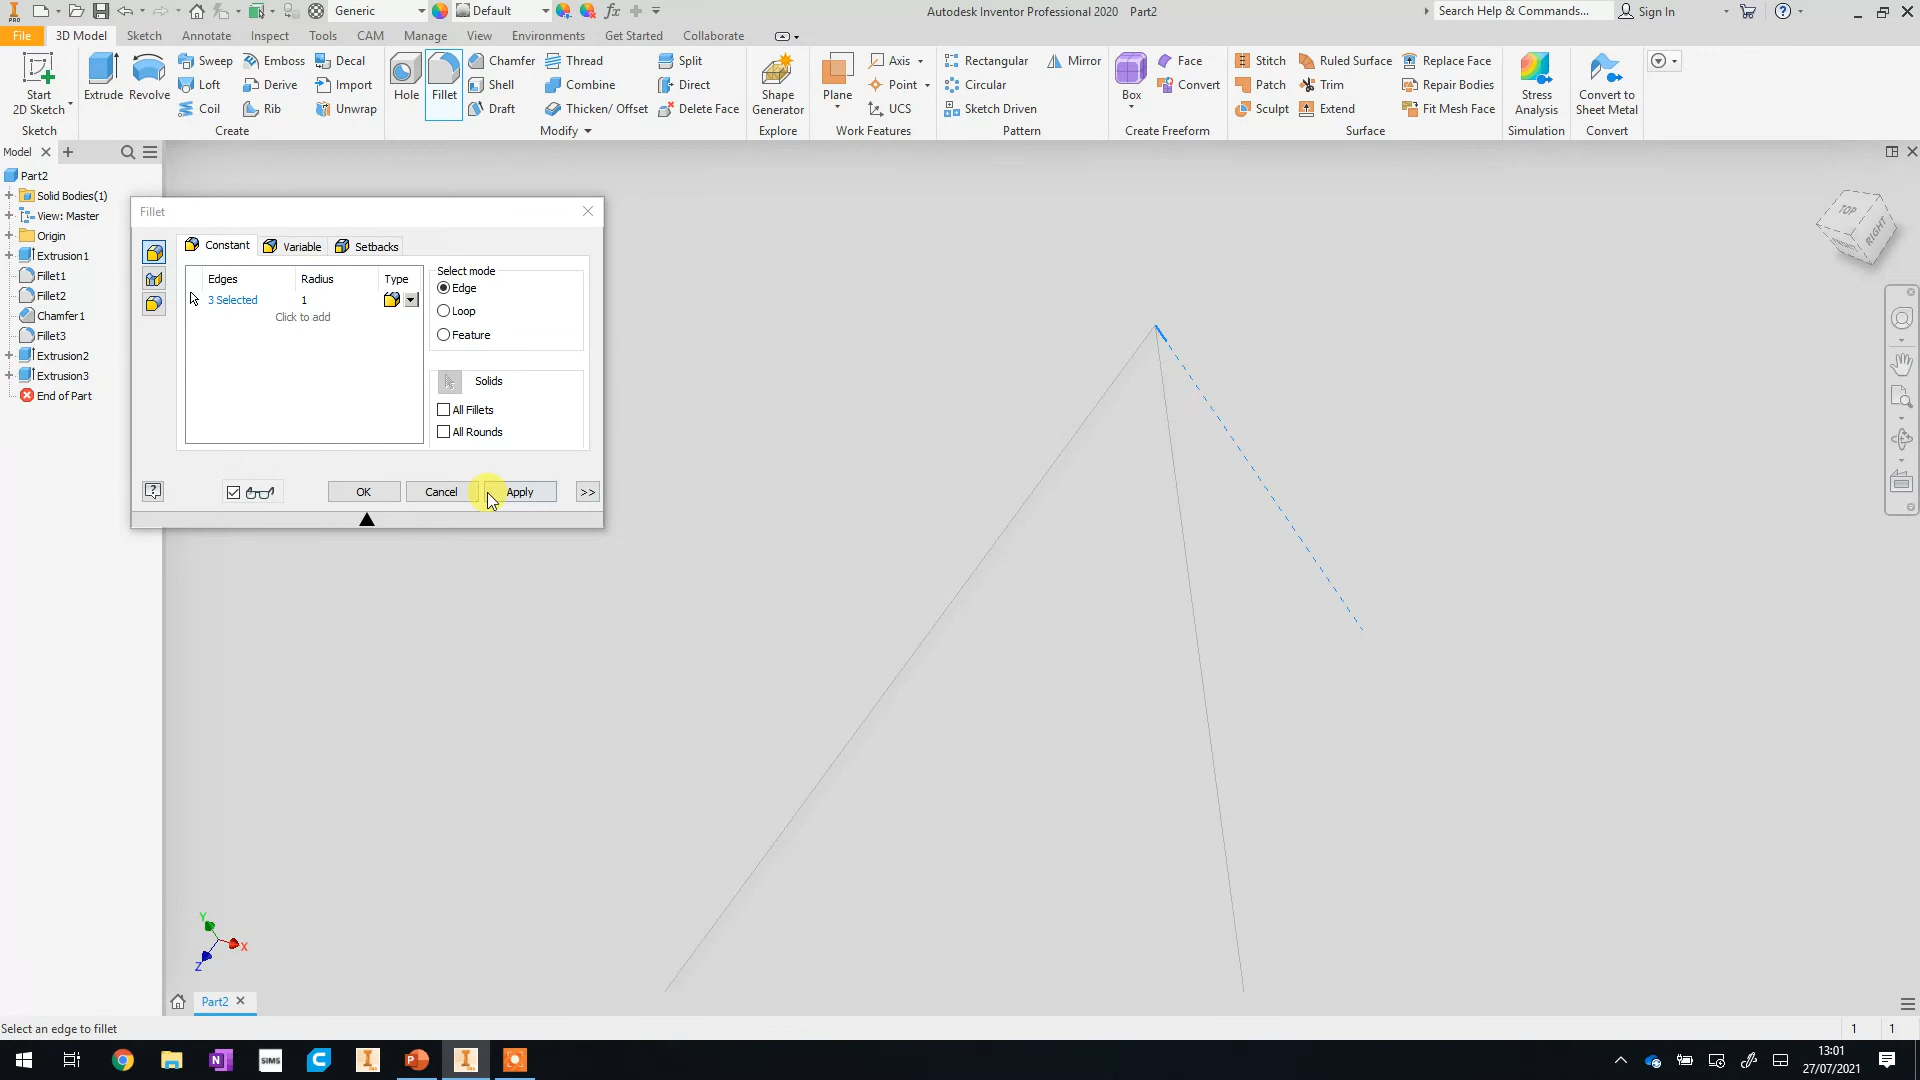 Generic
Default
fx
Autodesk Inventor Professional 2020 Part2
Search Help & Commands...
Sign In
File
3D Model
Sketch
Annotate
Inspect
Tools
CAM
Manage
View
Environments
Get Started
Collaborate
Start
2D Sketch
Sketch
Extrude
Revolve
Sweep
Loft
Coil
Emboss
Derive
Rib
Decal
Import
Unwrap
Create
Hole
Fillet
Chamfer
Shell
Draft
Thread
Combine
Thicken/ Offset
Split
Direct
Delete Face
Modify
Shape
Generator
Explore
Plane
Axis
Point
UCS
Work Features
Rectangular
Circular
Sketch Driven
Mirror
Pattern
Box
Face
Convert
Create Freeform
Stitch
Patch
Sculpt
Ruled Surface
Trim
Extend
Replace Face
Repair Bodies
Fit Mesh Face
Surface
Stress
Analysis
Simulation
Convert to
Sheet Metal
Convert
Model
Part2
Solid Bodies(1)
View: Master
Origin
Extrusion1
Fillet1
Fillet2
Chamfer1
Fillet3
Extrusion2
Extrusion3
End of Part
Fillet
Constant
Variable
Setbacks
Edges
Radius
Type
3 Selected
1
Click to add
Select mode
Edge
Loop
Feature
Solids
All Fillets
All Rounds
OK
Cancel
Apply
>>
TOP
RIGHT
Y
X
Z
Part2
Select an edge to fillet
1
1
SIMS
13:01
27/07/2021